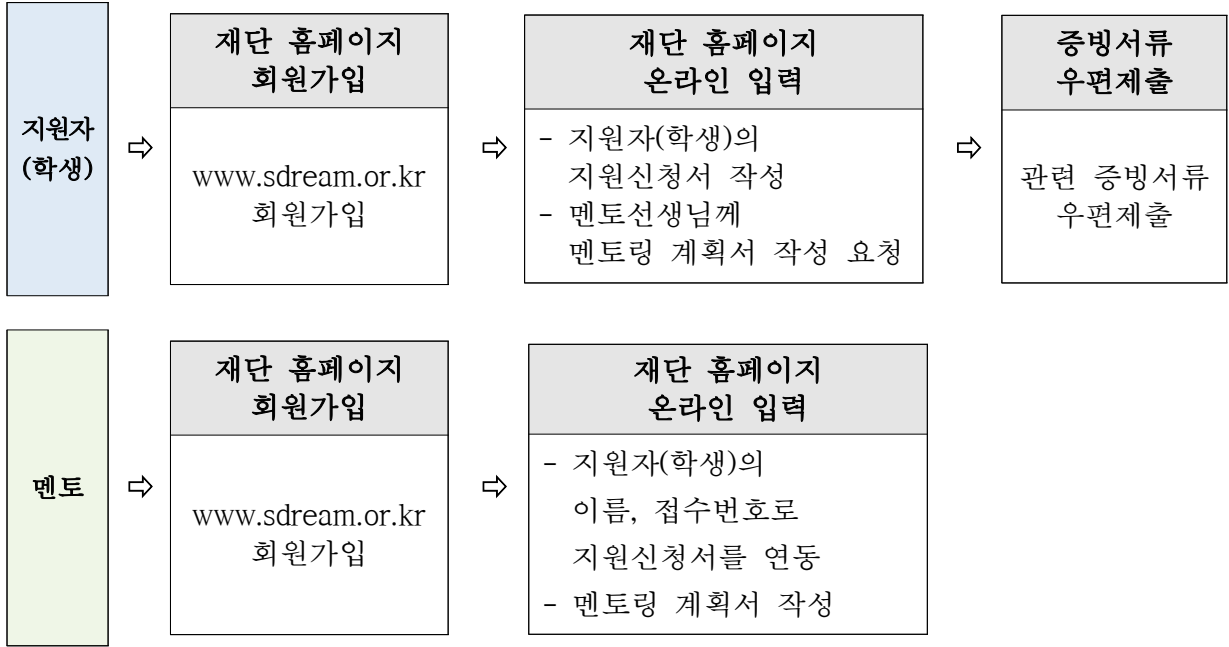 지원자
(학생)
⇨
재단 홈페이지
회원가입
www.sdream.or.kr
회원가입
⇨
재단 홈페이지
온라인 입력
- 지원자(학생)의
지원신청서 작성
- 멘토선생님께
멘토링 계획서 작성 요청
⇨
증빙서류
우편제출
관련 증빙서류
우편제출
멘토
⇨
재단 홈페이지
회원가입
www.sdream.or.kr
회원가입
⇨
재단 홈페이지
온라인 입력
- 지원자(학생)의
이름, 접수번호로
지원신청서를 연동
- 멘토링 계획서 작성